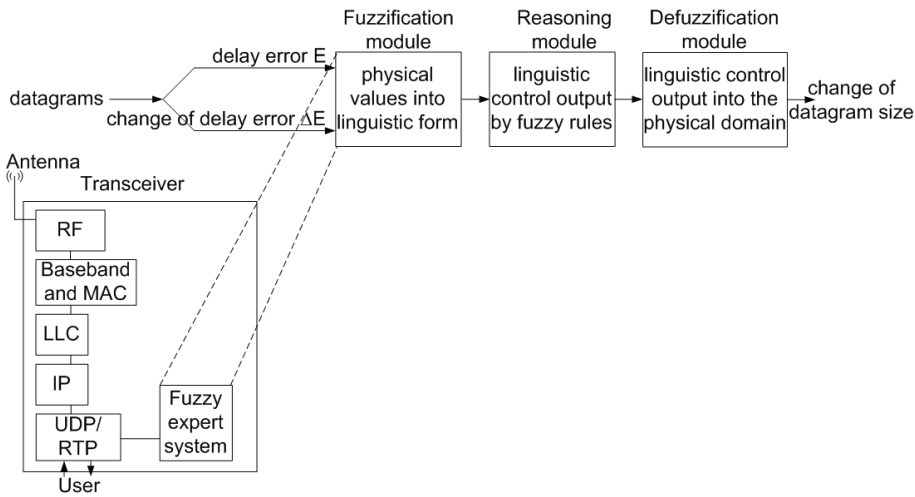 Fuzzification
module
Reasoning
module
Defuzzification
module
delay error E
datagrams
change of delay error ΔE
physical
values into
linguistic form
linguistic
control output
by fuzzy rules
linguistic control
output into the
physical domain
change of
datagram size
Antenna
((·))
Transceiver
RF
Baseband
and MAC
LLC
IP
UDP/
RTP
Fuzzy
expert
system
User